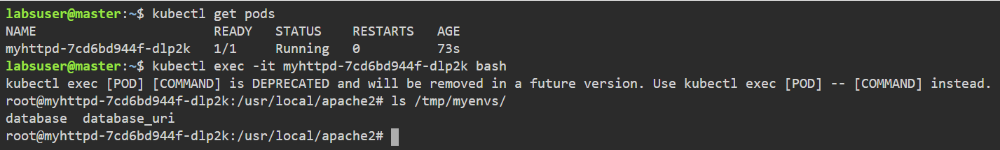 labsuser@master:~$ kubectl get pods
NAME                       READY   STATUS    RESTARTS   AGE
myhttpd-7cd6bd944f-dlp2k   1/1     Running   0          73s
labsuser@master:~$ kubectl exec -it myhttpd-7cd6bd944f-dlp2k bash
kubectl exec [POD] [COMMAND] is DEPRECATED and will be removed in a future version. Use kubectl exec [POD] -- [COMMAND] instead.
root@myhttpd-7cd6bd944f-dlp2k:/usr/local/apache2# ls /tmp/myenvs/
database  database_uri
root@myhttpd-7cd6bd944f-dlp2k:/usr/local/apache2#